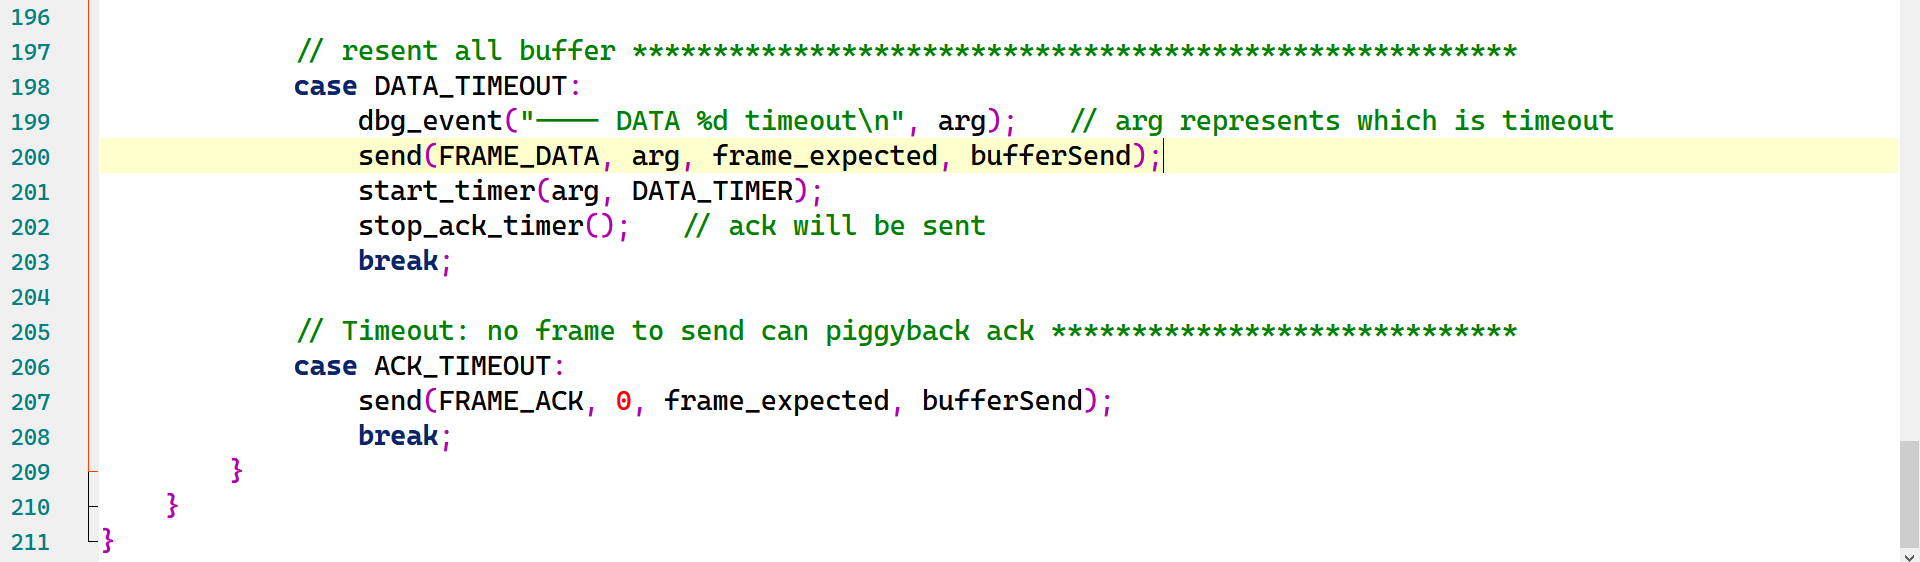 196
197 // resent all buffer *******************************************************
198 case DATA_TIMEOUT:
199 dbg_event("---- DATA %d timeout\n", arg); // arg represents which is timeout
200 send(FRAME_DATA, arg, frame_expected, bufferSend);
201 start_timer(arg, DATA_TIMER);
202 stop_ack_timer(); // ack will be sent
203 break;
204
205 // Timeout: no frame to send can piggyback ack *****************************
206 case ACK_TIMEOUT:
207 send(FRAME_ACK, 0, frame_expected, bufferSend);
208 break;
209 }
210 }
211 }